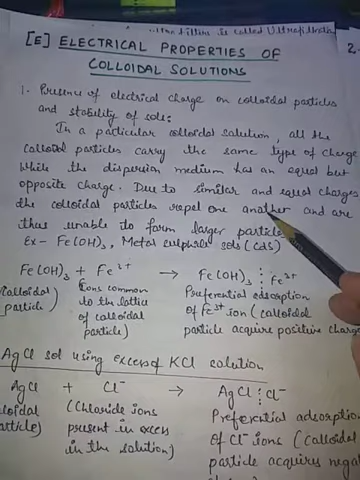 is called Ultrafiltration
[E] ELECTRICAL PROPERTIES OF
COLLOIDAL SOLUTIONS
2.
1. Presence of electrical charge on colloidal particles
and stability of sols:
In a particular colloidal solution, all the
colloidal particles carry the same type of charge
while the dispersion medium has an equal but
opposite charge. Due to similar and equal charges
the colloidal particles repel one another and are
thus unable to form larger particle
Ex- Fe(OH)3, Metal sulphide sols (CdS)
Fe(OH)3 + Fe3+ → Fe(OH)3 ⋮ Fe3+
(Colloidal particle)
(Ions common to the lattice of colloidal particle)
Preferential adsorption of Fe3+ ion (colloidal particle acquire positive charge
AgCl sol using excess of KCl solution
AgCl + Cl⁻ → AgCl ⋮ Cl⁻
lloidal article)
(Chloride ions present in excess in the solution)
Preferential adsorption of Cl⁻ ions (Colloidal particle acquires nega